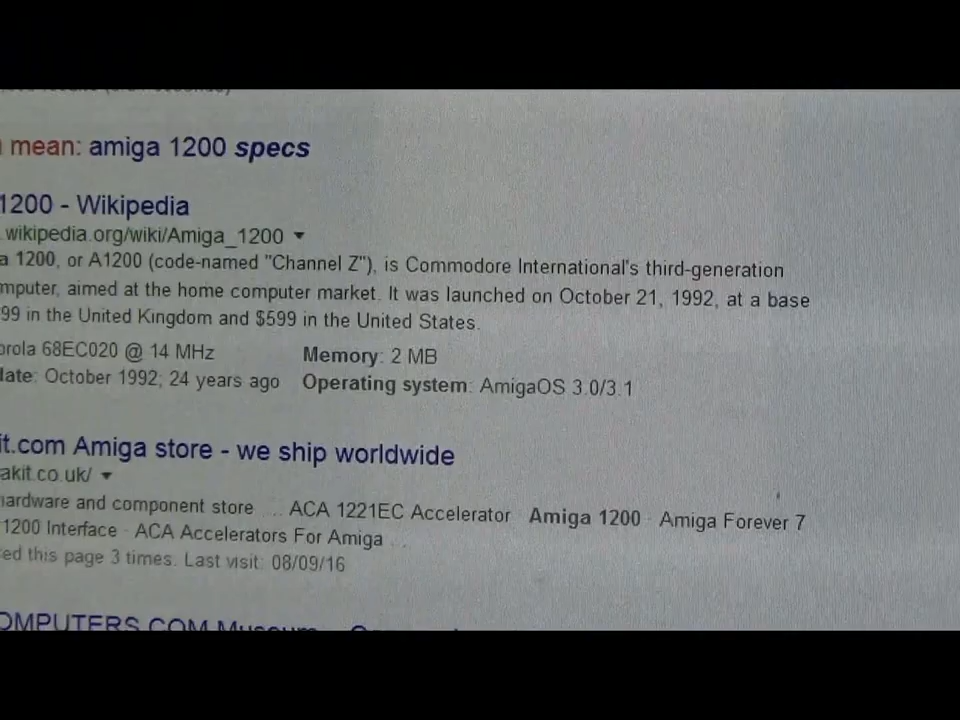 mean: amiga 1200 specs
1200 - Wikipedia
.wikipedia.org/wiki/Amiga_1200
a 1200, or A1200 (code-named "Channel Z"), is Commodore International's third-generation
mputer, aimed at the home computer market. It was launched on October 21, 1992, at a base
99 in the United Kingdom and $599 in the United States.
orola 68EC020 @ 14 MHz Memory: 2 MB
date: October 1992; 24 years ago Operating system: AmigaOS 3.0/3.1
it.com Amiga store - we ship worldwide
akit.co.uk/
hardware and component store ... ACA 1221EC Accelerator · Amiga 1200 · Amiga Forever 7
1200 Interface · ACA Accelerators For Amiga ...
ed this page 3 times. Last visit: 08/09/16
OMPUTERS.COM Museum